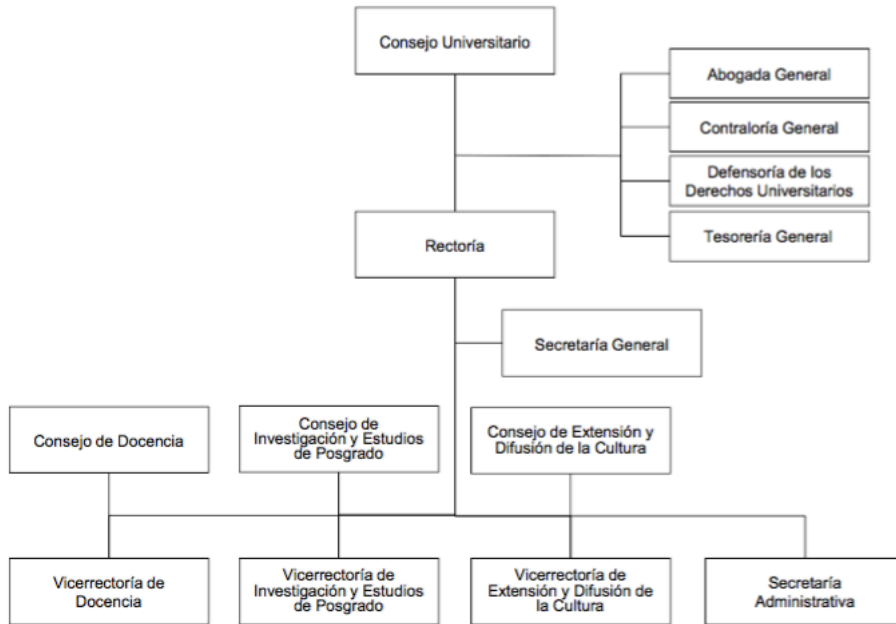 Consejo Universitario
Abogada General
Contraloría General
Defensoría de los
Derechos Universitarios
Tesorería General
Rectoría
Secretaría General
Consejo de Docencia
Consejo de
Investigación y Estudios
de Posgrado
Consejo de Extensión y
Difusión de la Cultura
Vicerrectoría de
Docencia
Vicerrectoría de
Investigación y Estudios
de Posgrado
Vicerrectoría de
Extensión y Difusión de
la Cultura
Secretaría
Administrativa